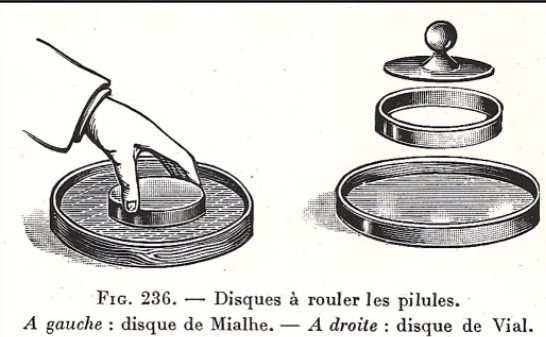 Fig. 236. — Disques à rouler les pilules.
A gauche : disque de Mialhe. — A droite : disque de Vial.